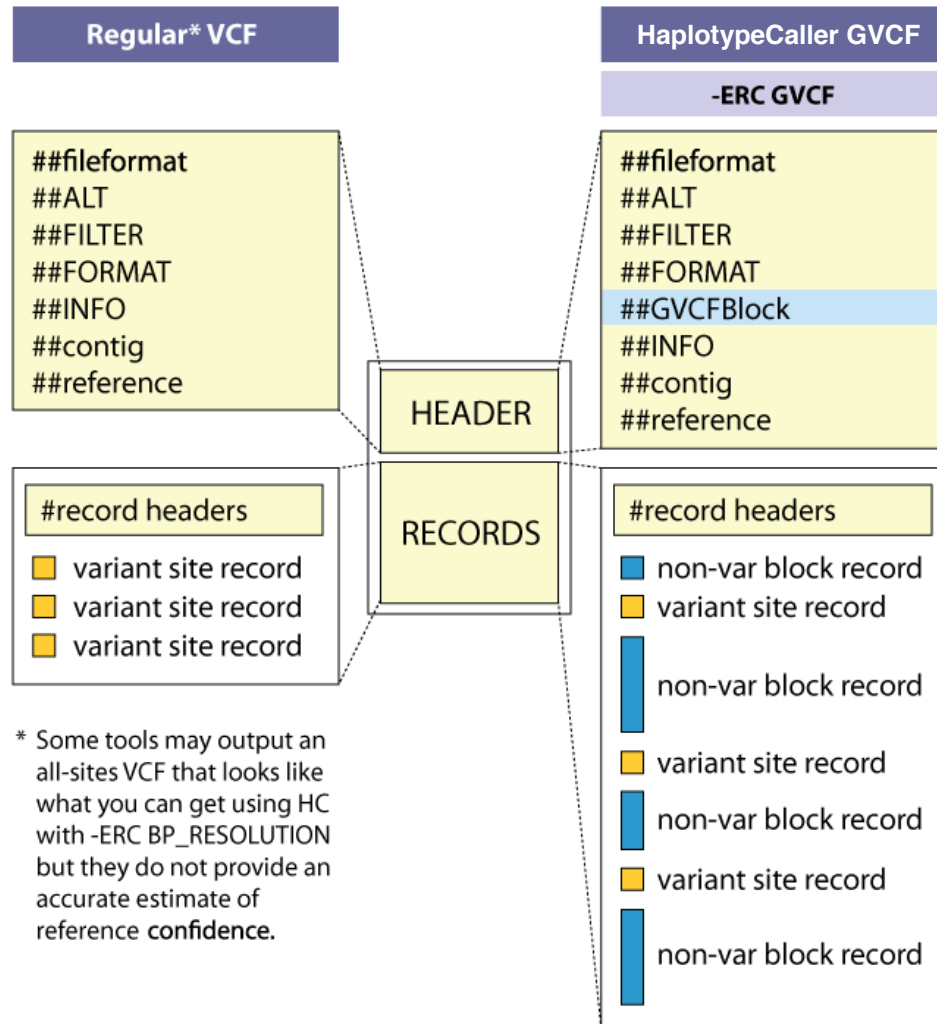 Regular* VCF
##fileformat
##ALT
##FILTER
##FORMAT
##INFO
##contig
##reference
#record headers
variant site record
variant site record
variant site record
* Some tools may output an
all-sites VCF that looks like
what you can get using HC
with -ERC BP_RESOLUTION
but they do not provide an
accurate estimate of
reference confidence.
HEADER
RECORDS
HaplotypeCaller GVCF
-ERC GVCF
##fileformat
##ALT
##FILTER
##FORMAT
##GVCFBlock
##INFO
##contig
##reference
#record headers
non-var block record
variant site record
non-var block record
variant site record
non-var block record
variant site record
non-var block record